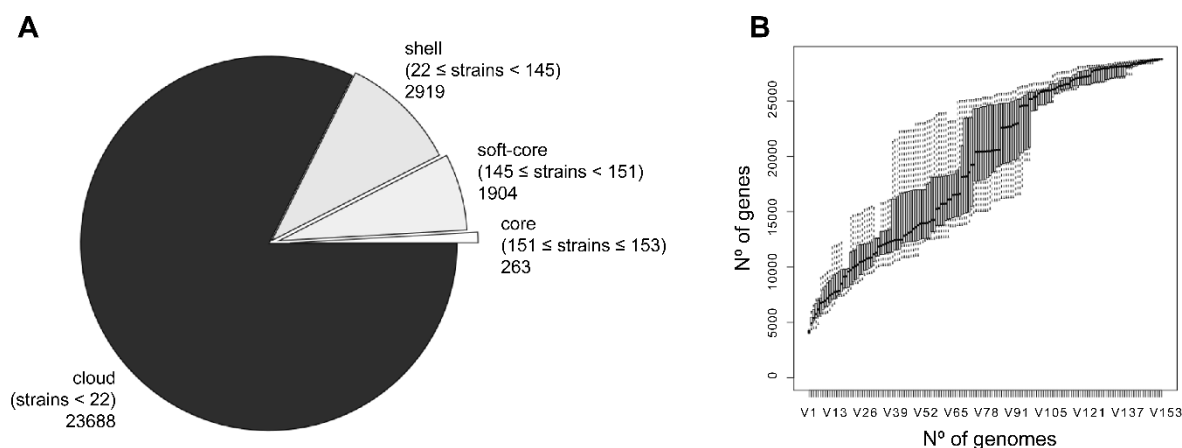 A
shell
(22 ≤ strains < 145)
2919
soft-core
(145 ≤ strains < 151)
1904
core
(151 ≤ strains ≤ 153)
263
cloud
(strains < 22)
23688
B
Nº of genes
25000
20000
15000
10000
5000
0
V1 V13 V26 V39 V52 V65 V78 V91 V105 V121 V137 V153
Nº of genomes